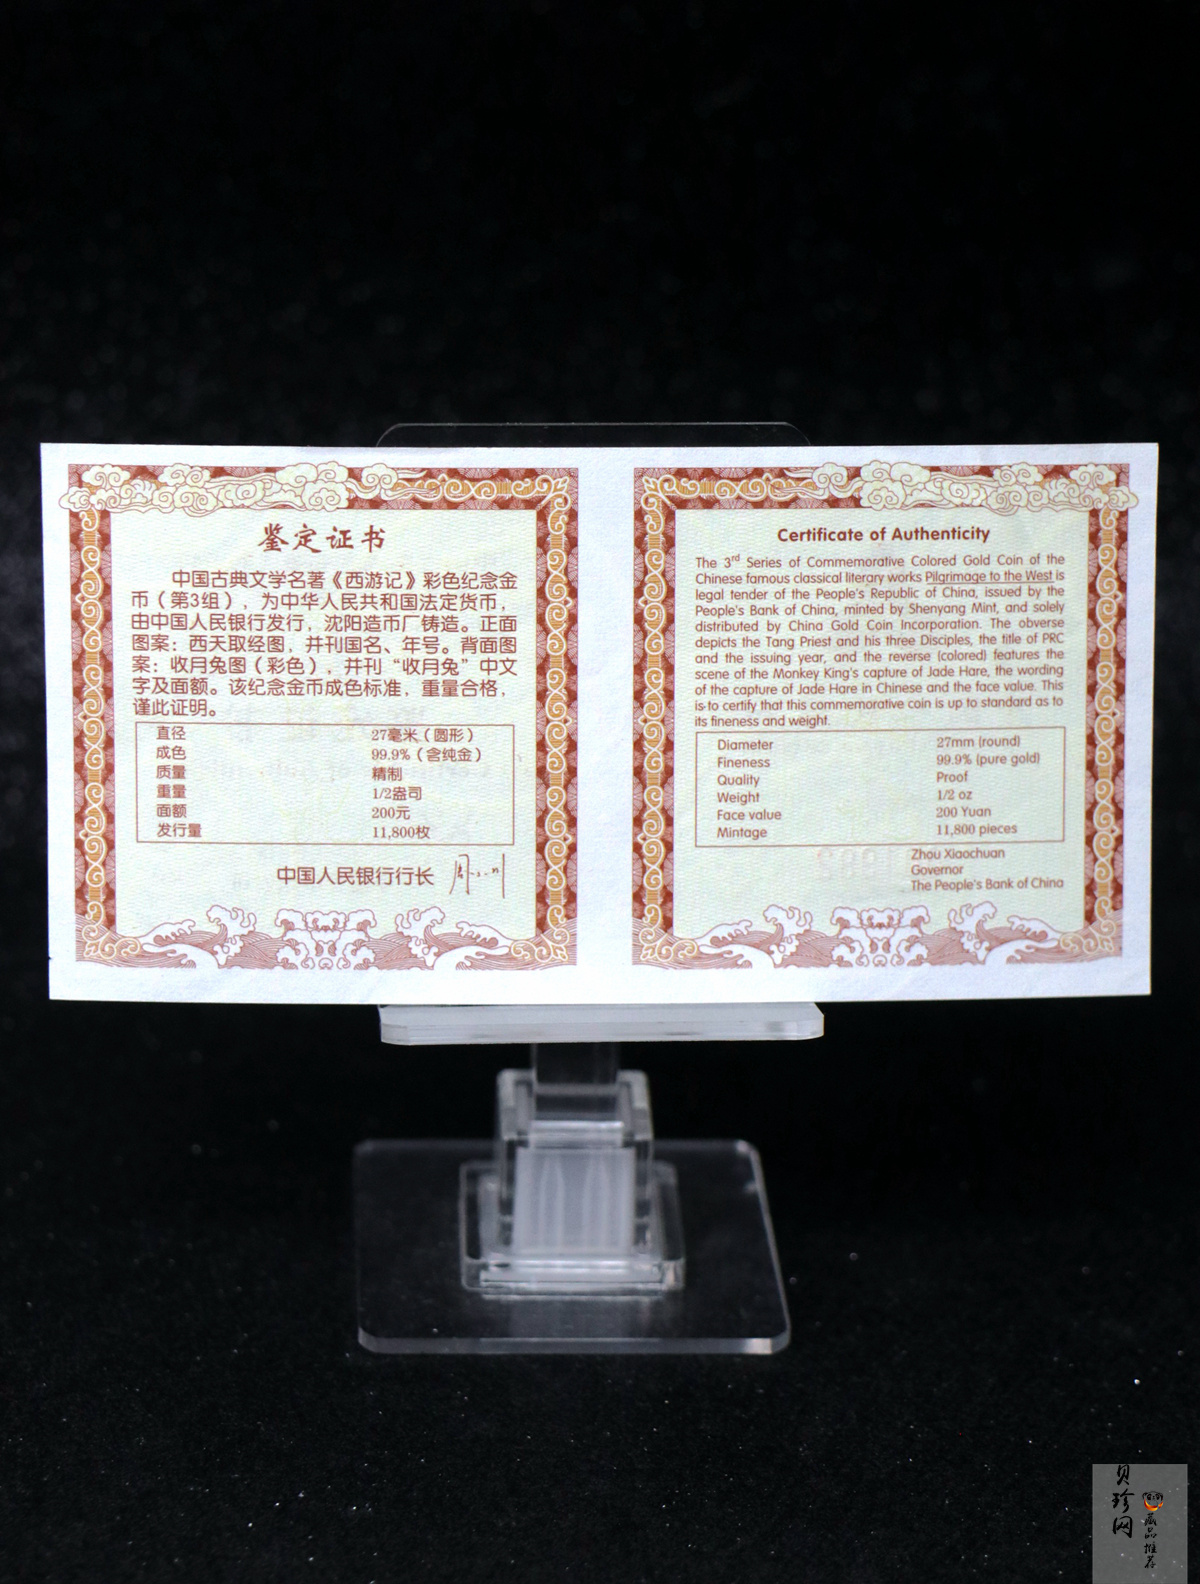 鉴定证书
中国古典文学名著《西游记》彩色纪念金
币（第3组），为中华人民共和国法定货币，
由中国人民银行发行，沈阳造币厂铸造。正面
图案：西天取经图，并刊国名、年号。背面图
案：收月兔图（彩色），并刊“收月兔”中文
字及面额。该纪念金币成色标准，重量合格，
谨此证明。
直径 27毫米（圆形）
成色 99.9%（含纯金）
质量 精制
重量 1/2盎司
面额 200元
发行量 11,800枚
中国人民银行行长
Certificate of Authenticity
The 3rd Series of Commemorative Colored Gold Coin of the
Chinese famous classical literary works Pilgrimage to the West is
legal tender of the People's Republic of China, issued by the
People's Bank of China, minted by Shenyang Mint, and solely
distributed by China Gold Coin Incorporation. The obverse
depicts the Tang Priest and his three Disciples, the title of PRC
and the issuing year, and the reverse (colored) features the
scene of the Monkey King's capture of Jade Hare, the wording
of the capture of Jade Hare in Chinese and the face value. This
is to certify that this commemorative coin is up to standard as to
its fineness and weight.
Diameter 27mm (round)
Fineness 99.9% (pure gold)
Quality Proof
Weight 1/2 oz
Face value 200 Yuan
Mintage 11,800 pieces
Zhou Xiaochuan
Governor
The People's Bank of China
贝珍网
藏品推荐